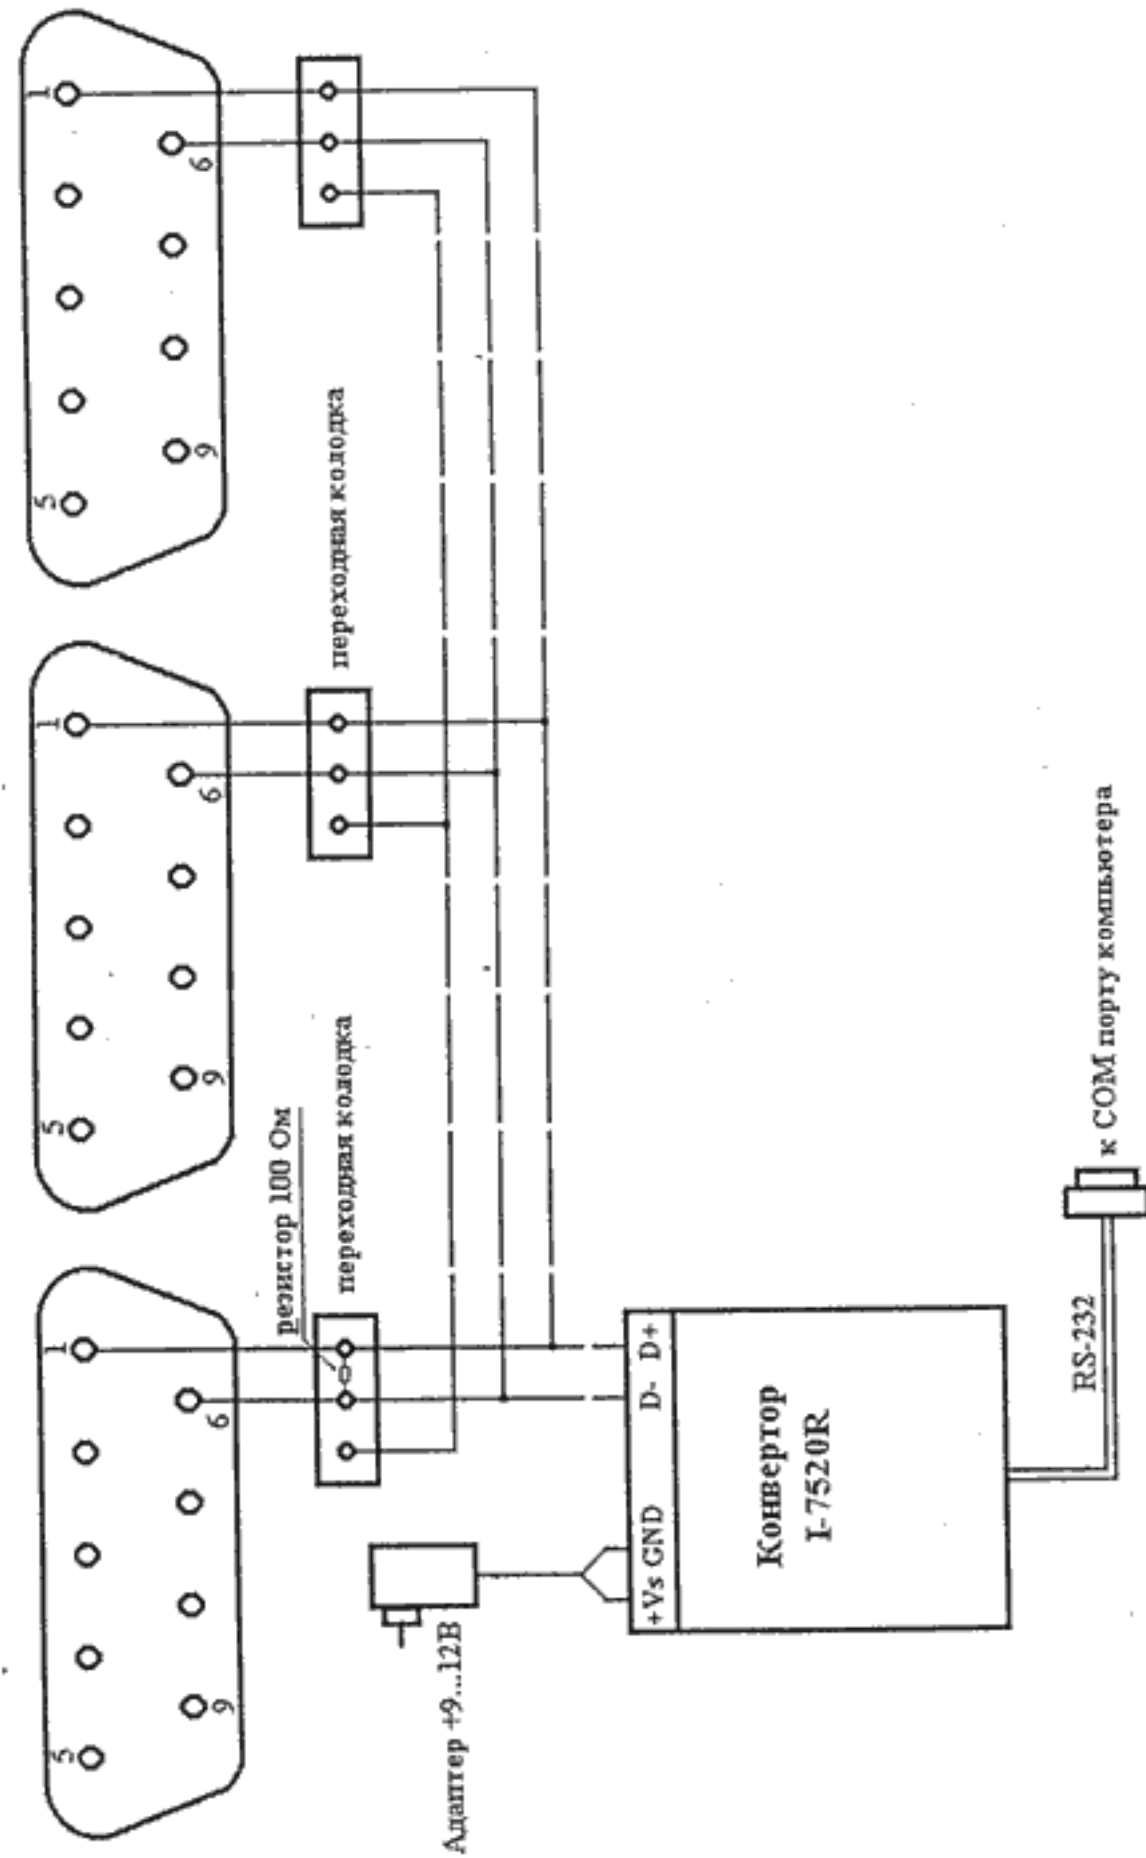 1
6
5
9
1
6
5
9
1
6
5
9
резистор 100 Ом
переходная колодка
переходная колодка
Адаптер +9...12В
+Vs GND D- D+
Конвертор
I-7520R
RS-232
к COM порту компьютера